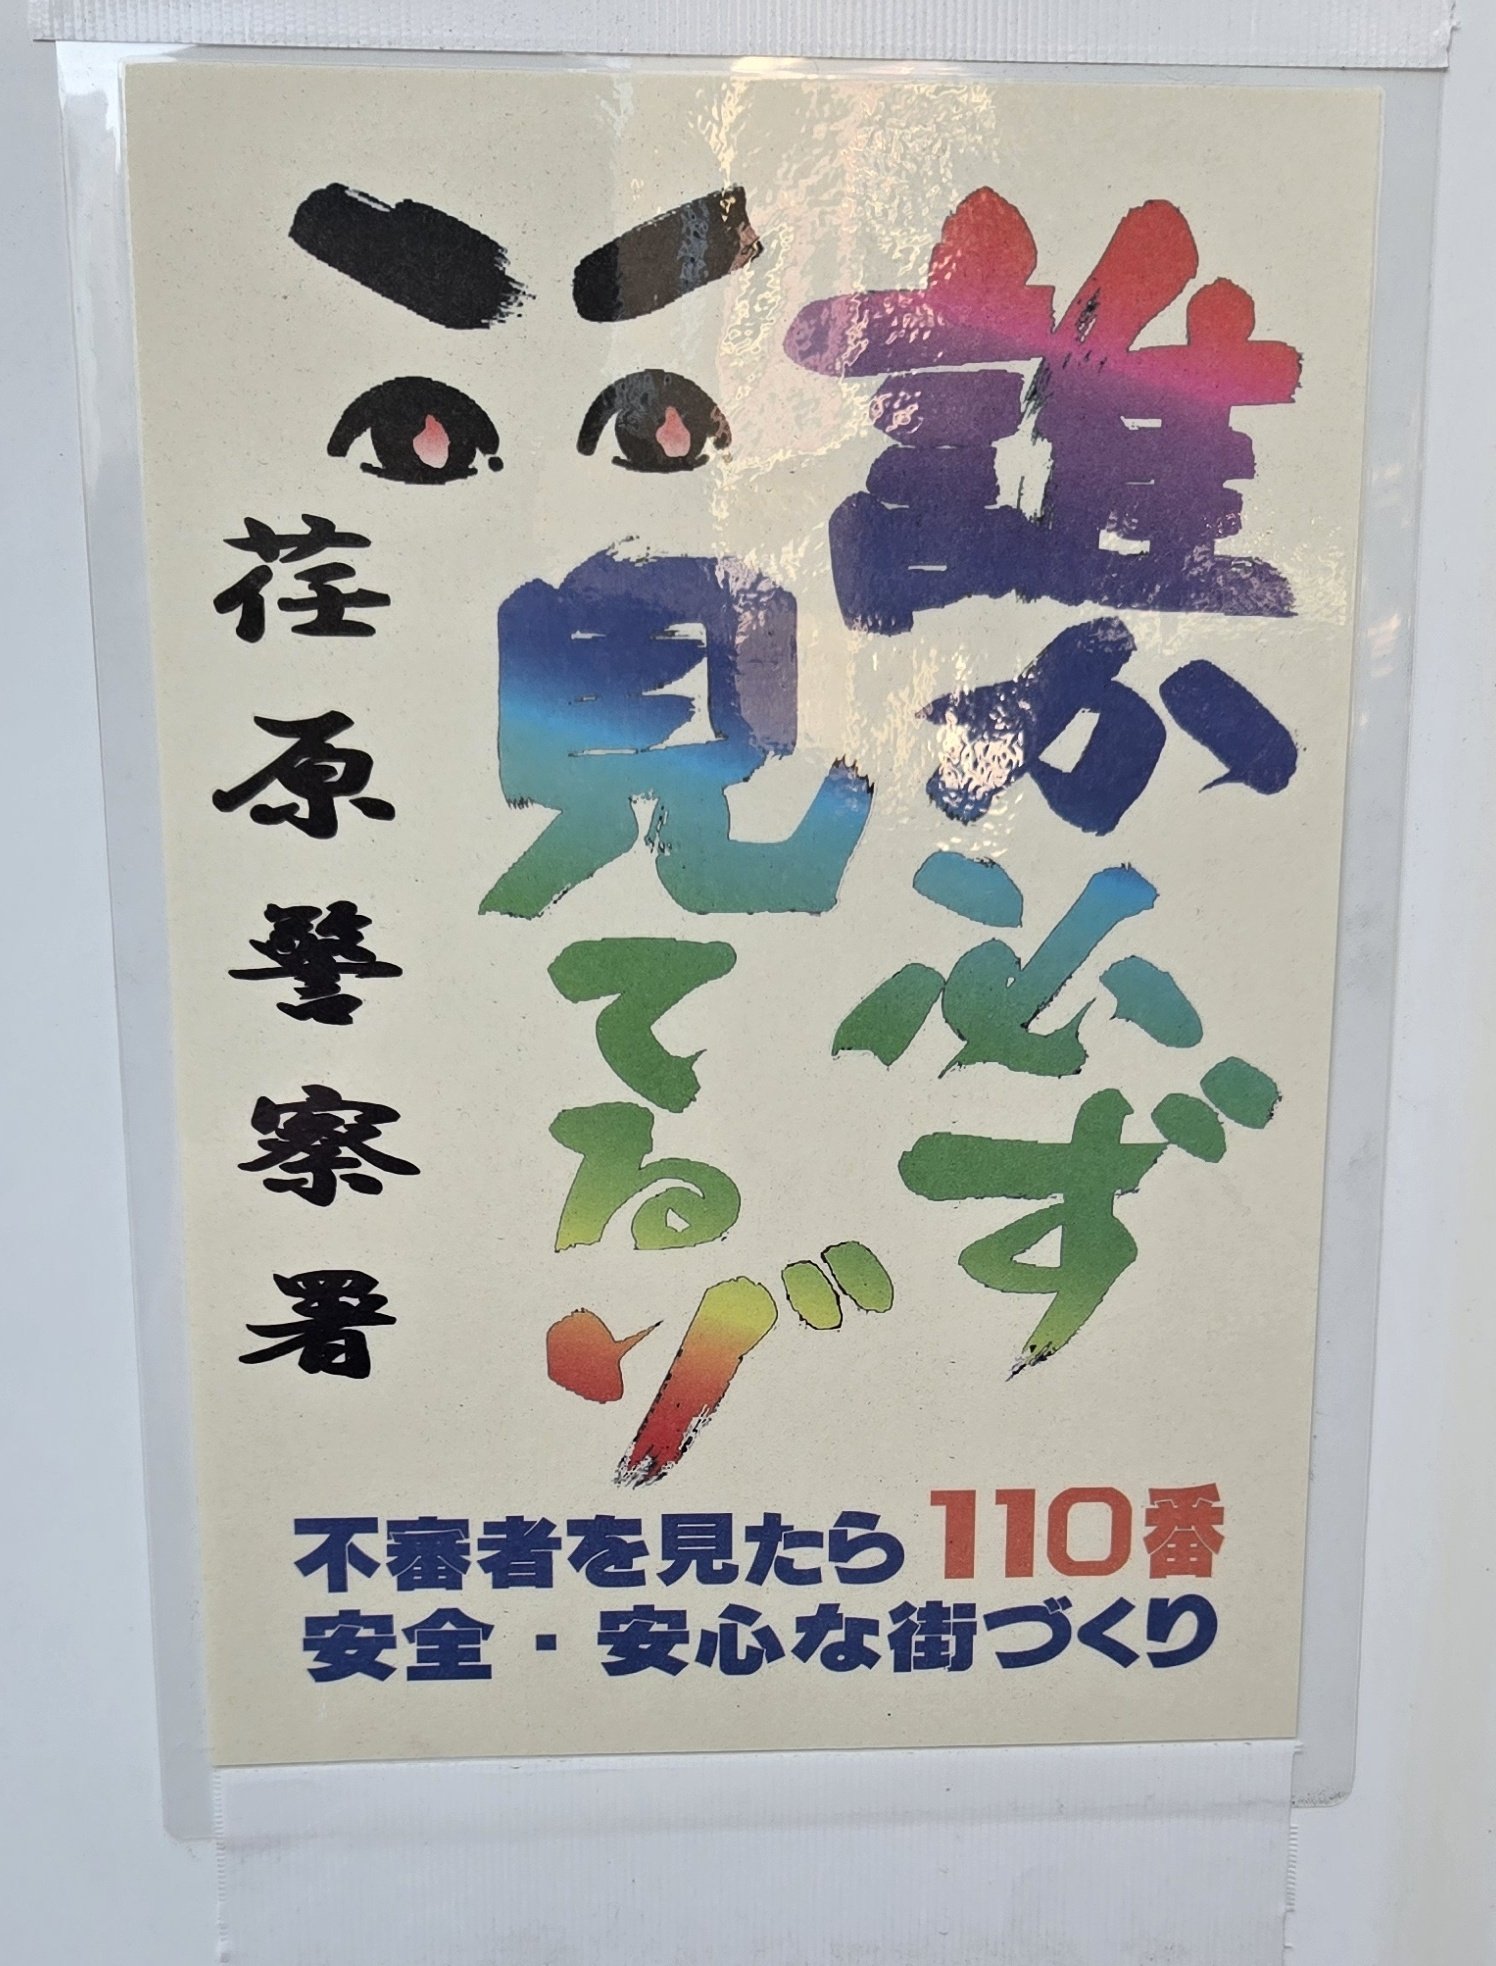 誰か必ず
見てるゾ
荏原警察署
不審者を見たら110番
安全・安心な街づくり